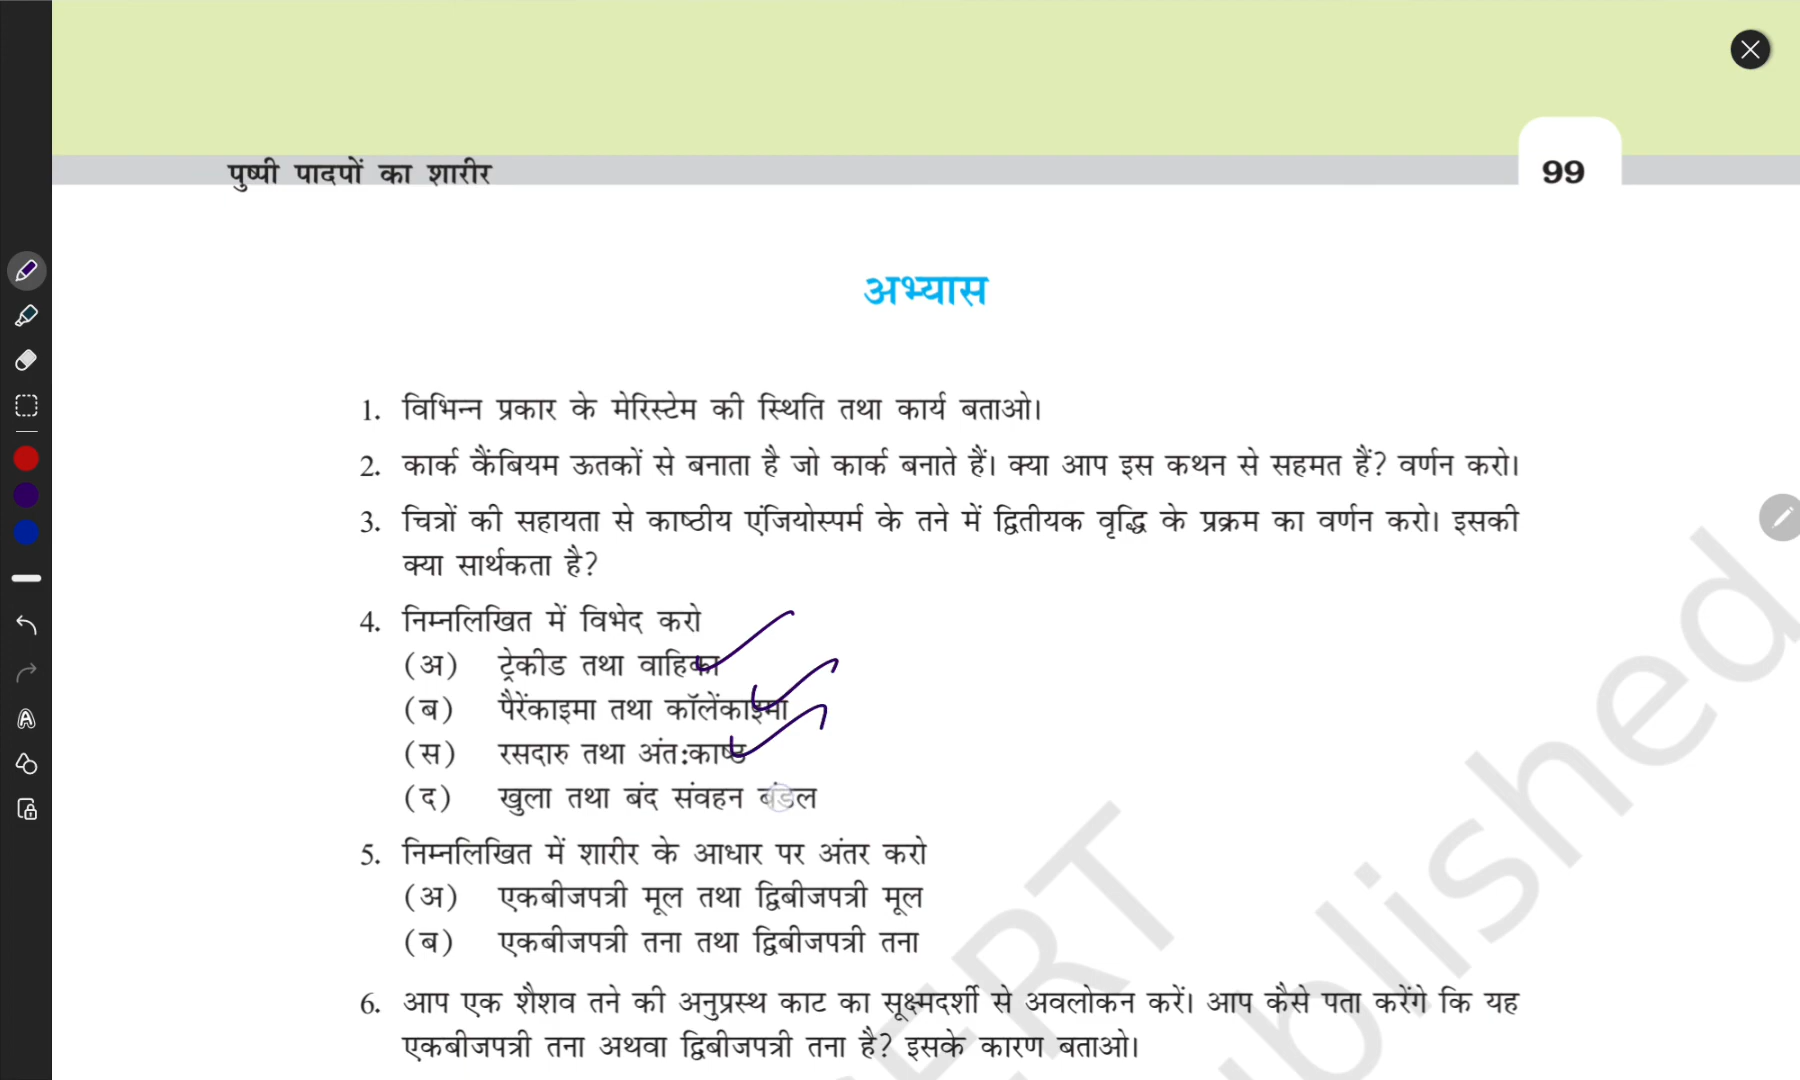 पुष्पी पादपों का शारीर
99
अभ्यास
1. विभिन्न प्रकार के मेरिस्टेम की स्थिति तथा कार्य बताओ।
2. कार्क कैंबियम ऊतकों से बनाता है जो कार्क बनाते हैं। क्या आप इस कथन से सहमत हैं? वर्णन करो।
3. चित्रों की सहायता से काष्ठीय एंजियोस्पर्म के तने में द्वितीयक वृद्धि के प्रक्रम का वर्णन करो। इसकी
क्या सार्थकता है?
4. निम्नलिखित में विभेद करो
(अ) ट्रेकीड तथा वाहिका
(ब) पैरेंकाइमा तथा कॉलेंकाइमा
(स) रसदारु तथा अंत:काष्ठ
(द) खुला तथा बंद संवहन बंडल
5. निम्नलिखित में शारीर के आधार पर अंतर करो
(अ) एकबीजपत्री मूल तथा द्विबीजपत्री मूल
(ब) एकबीजपत्री तना तथा द्विबीजपत्री तना
6. आप एक शैशव तने की अनुप्रस्थ काट का सूक्ष्मदर्शी से अवलोकन करें। आप कैसे पता करेंगे कि यह
एकबीजपत्री तना अथवा द्विबीजपत्री तना है? इसके कारण बताओ।